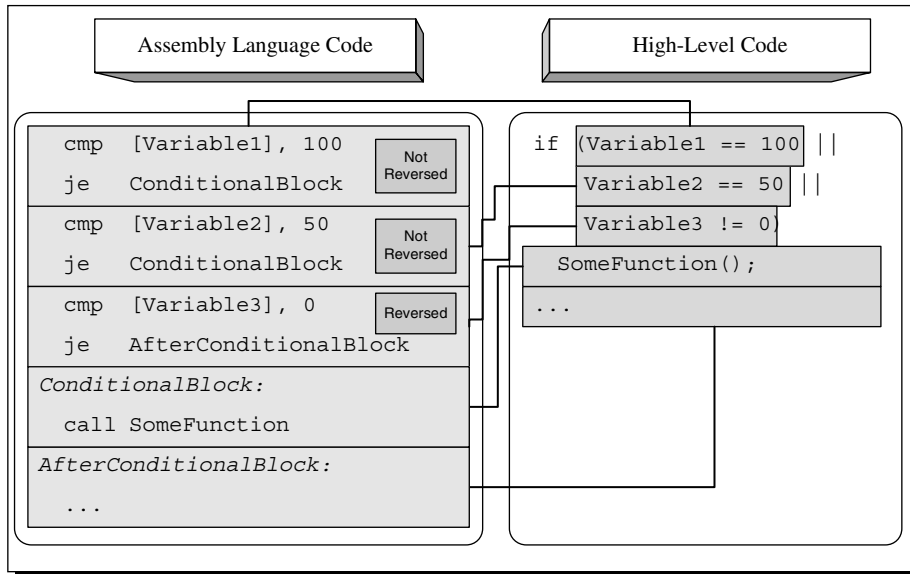 Assembly Language Code
High-Level Code
cmp [Variable1], 100
je ConditionalBlock
Not
Reversed
cmp [Variable2], 50
je ConditionalBlock
Not
Reversed
cmp [Variable3], 0
je AfterConditionalBlock
Reversed
ConditionalBlock:
call SomeFunction
AfterConditionalBlock:
...
if (Variable1 == 100 ||
Variable2 == 50 ||
Variable3 != 0)
SomeFunction();
...